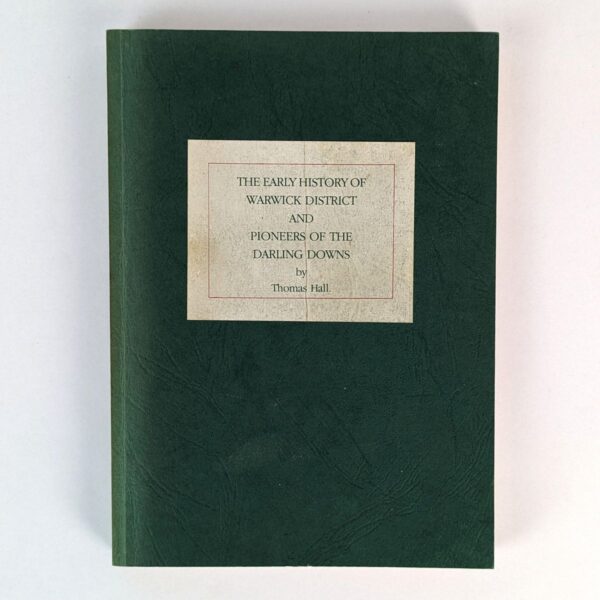 THE EARLY HISTORY OF
WARWICK DISTRICT
AND
PIONEERS OF THE
DARLING DOWNS
by
Thomas Hall.